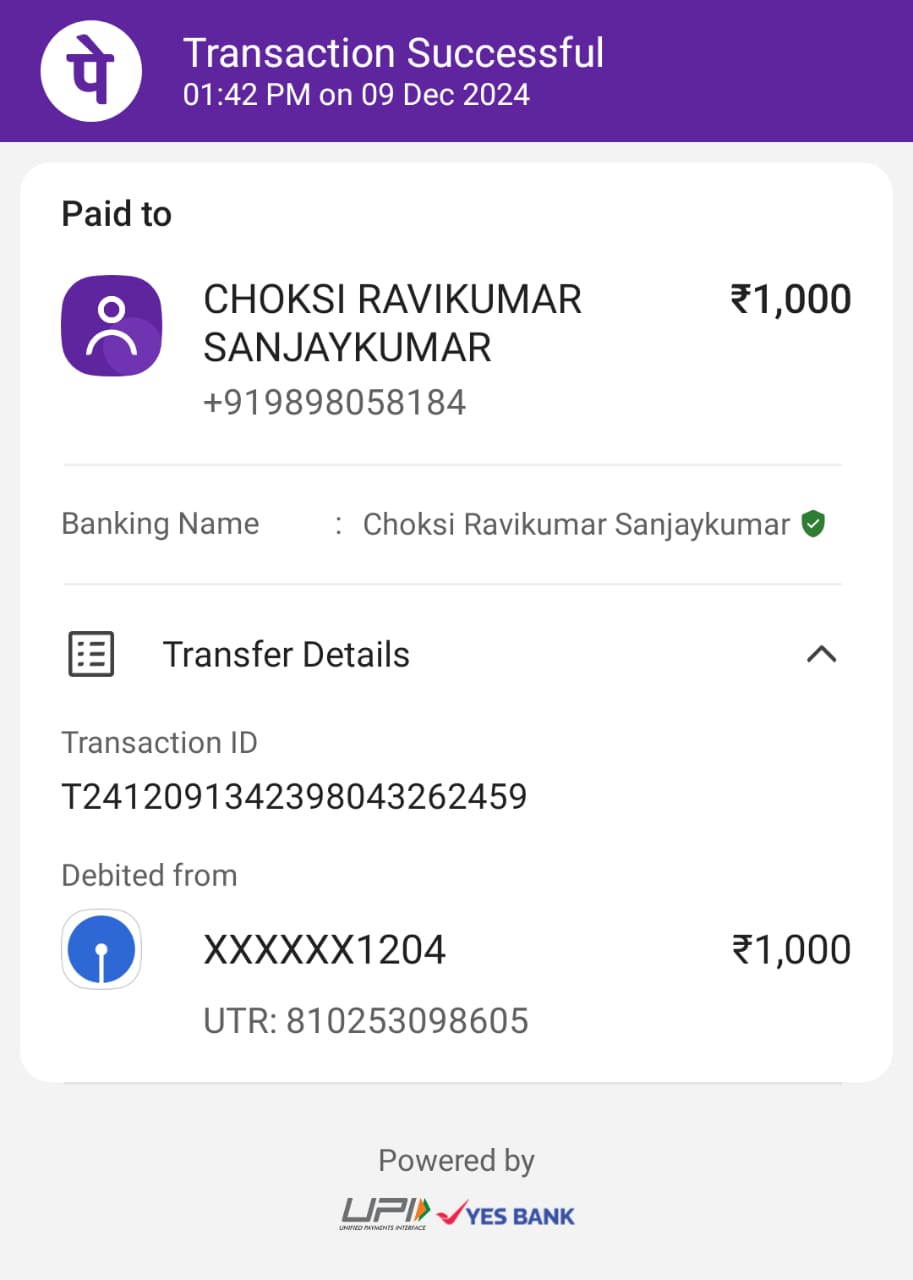 पे
Transaction Successful
01:42 PM on 09 Dec 2024
Paid to
CHOKSI RAVIKUMAR ₹1,000
SANJAYKUMAR
+919898058184
Banking Name : Choksi Ravikumar Sanjaykumar
Transfer Details
Transaction ID
T2412091342398043262459
Debited from
XXXXXX1204 ₹1,000
UTR: 810253098605
Powered by
UPI YES BANK
UNIFIED PAYMENTS INTERFACE